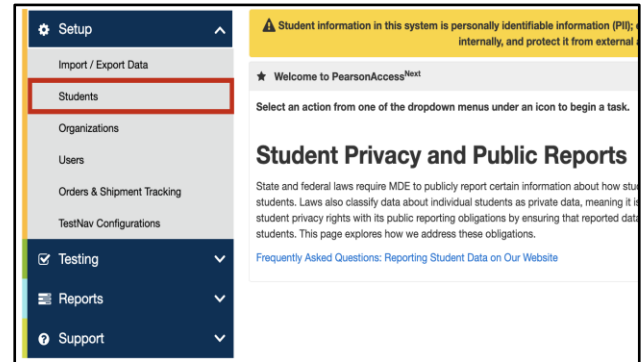 Setup
Import / Export Data
Students
Organizations
Users
Orders & Shipment Tracking
TestNav Configurations
Testing
Reports
Support
Student information in this system is personally identifiable information (PII);
internally, and protect it from external
Welcome to PearsonAccessNext
Select an action from one of the dropdown menus under an icon to begin a task.
Student Privacy and Public Reports
State and federal laws require MDE to publicly report certain information about how
students. Laws also classify data about individual students as private data, meaning it is
student privacy rights with its public reporting obligations by ensuring that reported data
students. This page explores how we address these obligations.
Frequently Asked Questions: Reporting Student Data on Our Website